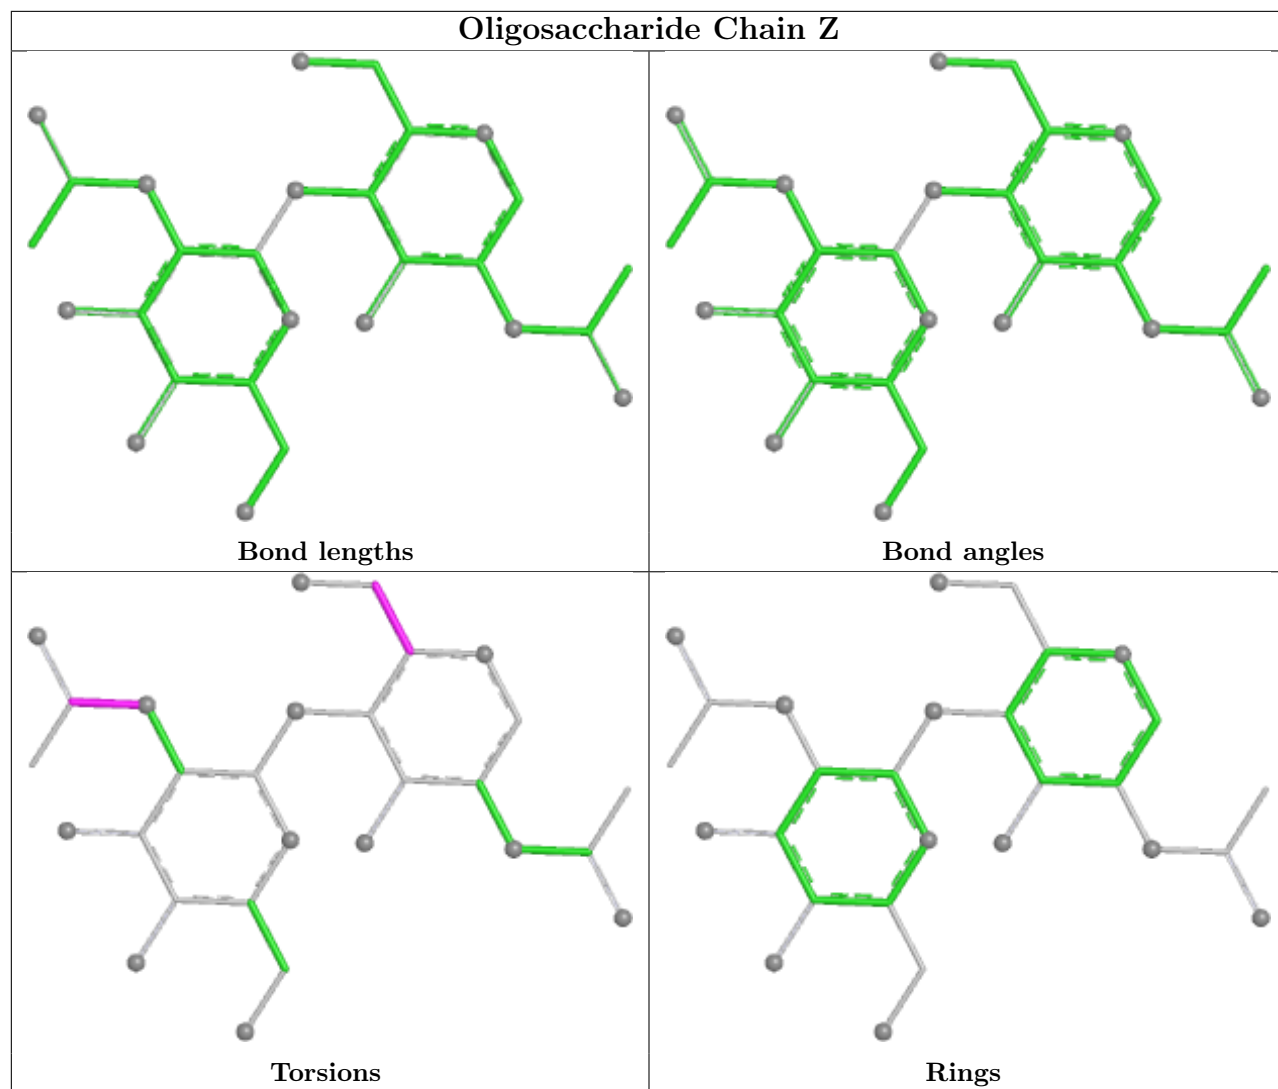 Oligosaccharide Chain Z
Bond lengths
Bond angles
Torsions
Rings